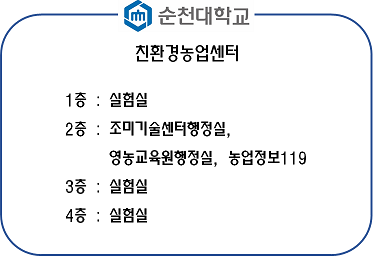 순천대학교
친환경농업센터
1층 : 실험실
2층 : 조미기술센터행정실,
영농교육원행정실, 농업정보119
3층 : 실험실
4층 : 실험실